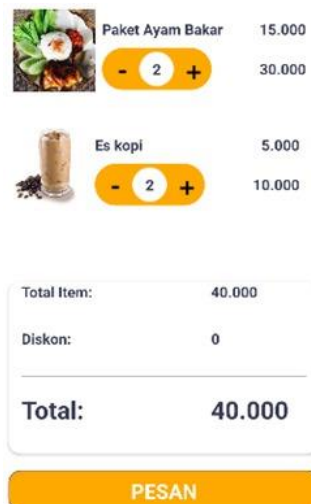 Paket Ayam Bakar 15.000
- 2 + 30.000
Es kopi 5.000
- 2 + 10.000
Total Item: 40.000
Diskon: 0
Total: 40.000
PESAN